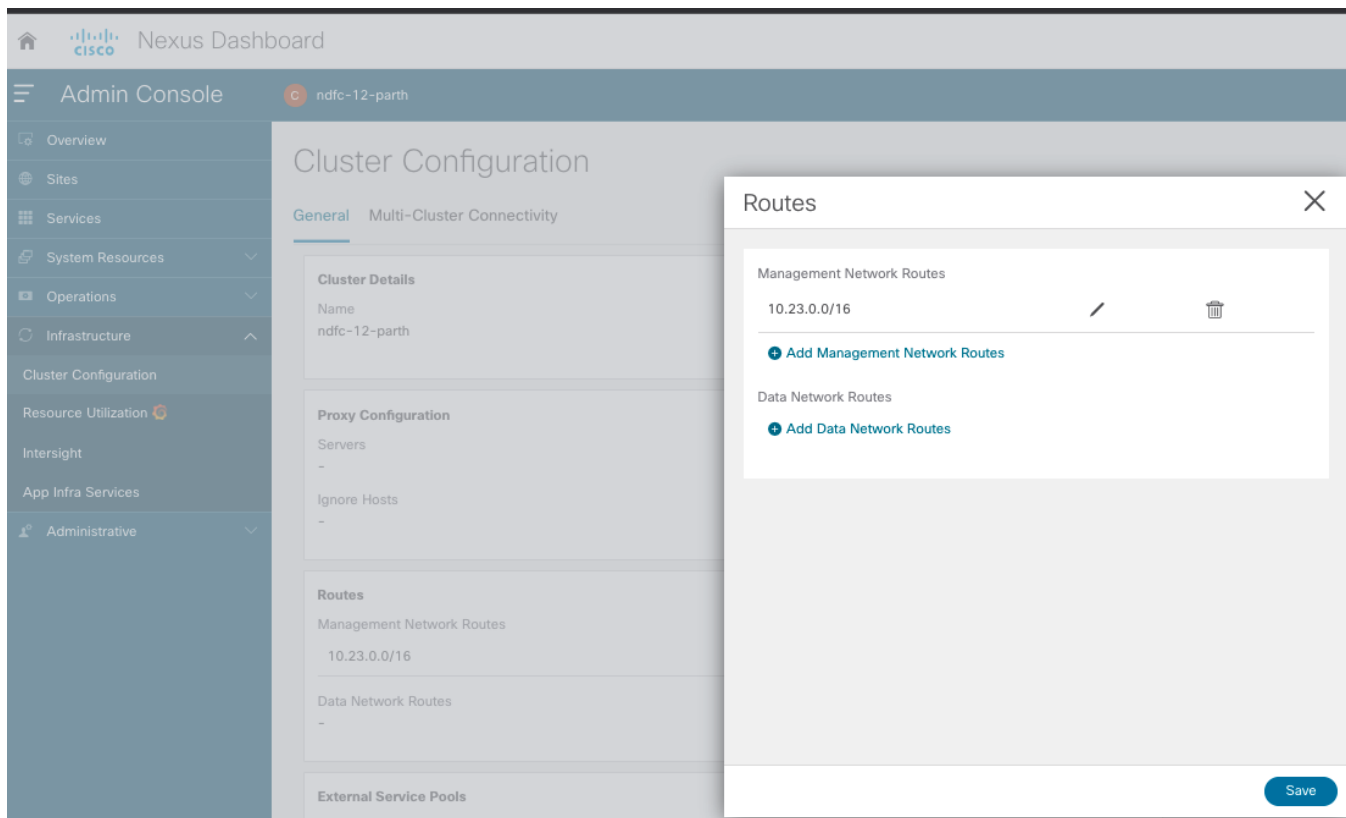 CISCO Nexus Dashboard
Admin Console
C ndfc-12-parth
Overview
Sites
Services
System Resources
Operations
Infrastructure
Cluster Configuration
Resource Utilization
Intersight
App Infra Services
Administrative
Cluster Configuration
General Multi-Cluster Connectivity
Cluster Details
Name
ndfc-12-parth
Proxy Configuration
Servers
-
Ignore Hosts
-
Routes
Management Network Routes
10.23.0.0/16
Data Network Routes
-
External Service Pools
Routes
Management Network Routes
10.23.0.0/16
Add Management Network Routes
Data Network Routes
Add Data Network Routes
Save